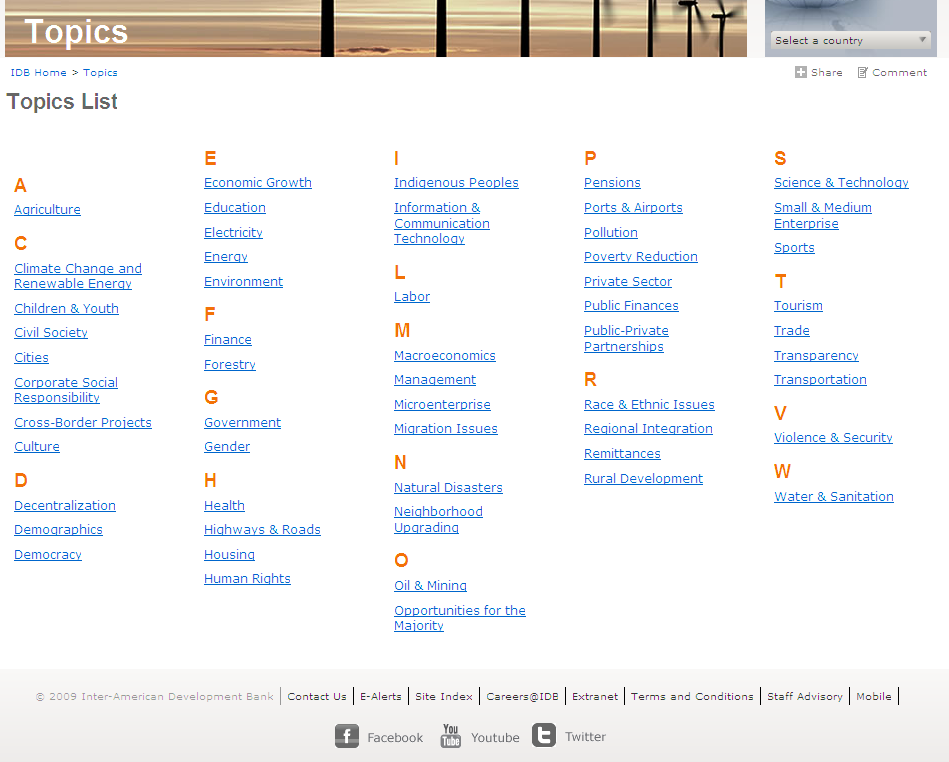 Topics
Select a country
IDB Home > Topics
Share
Comment
Topics List
A
Agriculture
C
Climate Change and
Renewable Energy
Children & Youth
Civil Society
Cities
Corporate Social
Responsibility
Cross-Border Projects
Culture
D
Decentralization
Demographics
Democracy
E
Economic Growth
Education
Electricity
Energy
Environment
F
Finance
Forestry
G
Government
Gender
H
Health
Highways & Roads
Housing
Human Rights
I
Indigenous Peoples
Information &
Communication
Technology
L
Labor
M
Macroeconomics
Management
Microenterprise
Migration Issues
N
Natural Disasters
Neighborhood
Upgrading
O
Oil & Mining
Opportunities for the
Majority
P
Pensions
Ports & Airports
Pollution
Poverty Reduction
Private Sector
Public Finances
Public-Private
Partnerships
R
Race & Ethnic Issues
Regional Integration
Remittances
Rural Development
S
Science & Technology
Small & Medium
Enterprise
Sports
T
Tourism
Trade
Transparency
Transportation
V
Violence & Security
W
Water & Sanitation
© 2009 Inter-American Development Bank | Contact Us | E-Alerts | Site Index | Careers@IDB | Extranet | Terms and Conditions | Staff Advisory | Mobile |
f Facebook You Tube Youtube t Twitter